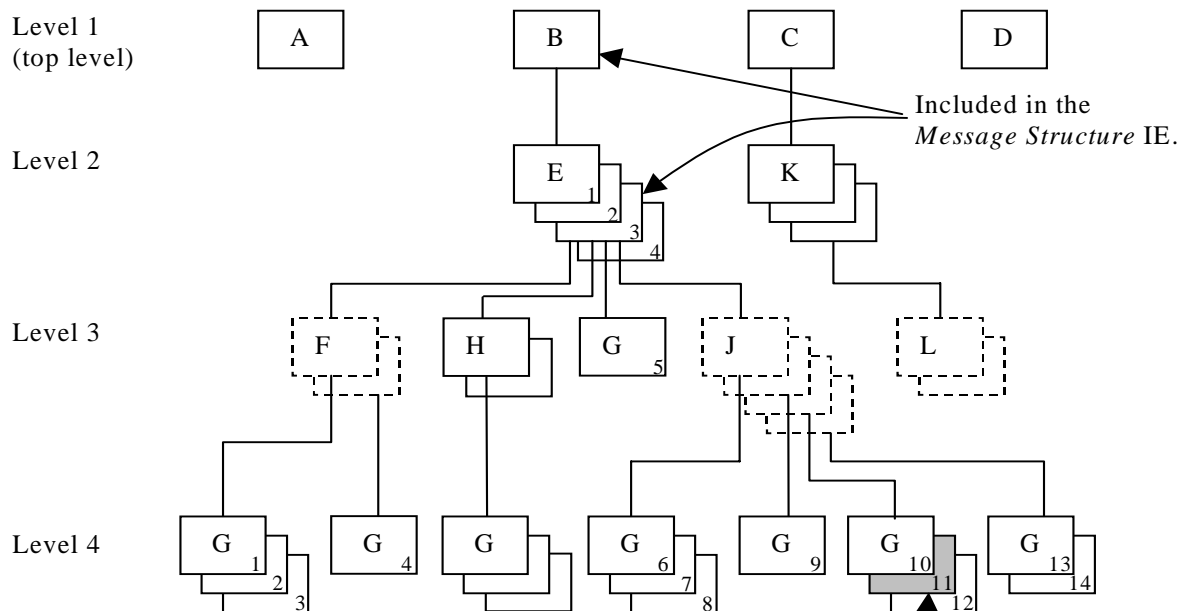 Level 1
(top level)
A
B
C
D
Included in the
Message Structure IE.
Level 2
E
1
2
3
4
K
Level 3
F
H
G
5
J
L
Level 4
G
1
2
3
G
4
G
G
6
7
8
G
9
G
10
11
12
G
13
14